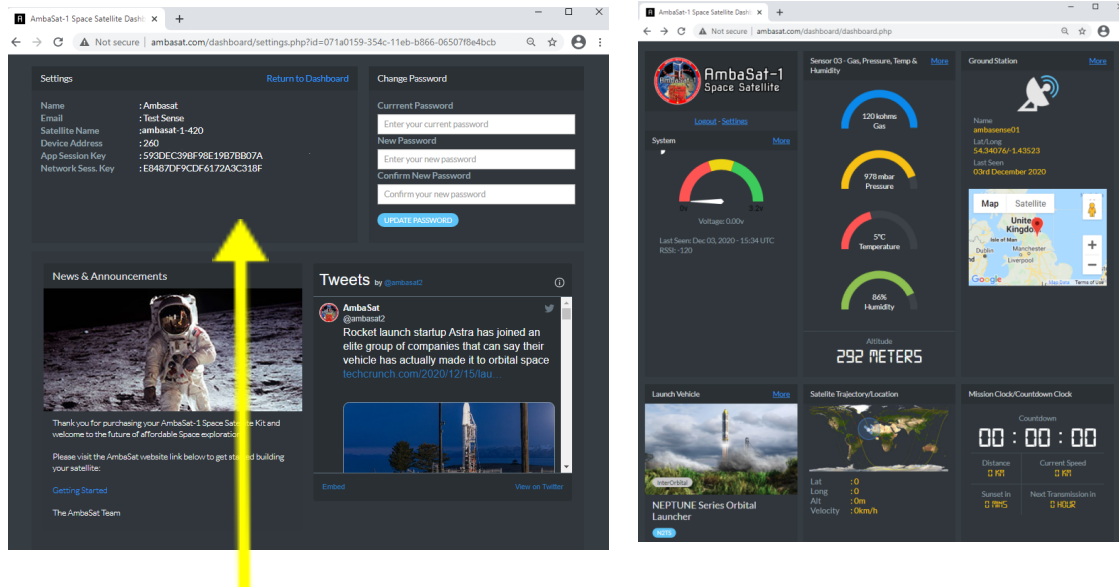 AmbaSat-1 Space Satellite Dashb
Not secure | ambasat.com/dashboard/settings.php?id=071a0159-354c-11eb-b866-06507f8e4bcb
Settings
Return to Dashboard
Name : Ambasat
Email : Test Sense
Satellite Name :ambasat-1-420
Device Address : 260
App Session Key : 593DEC39BF98E19B7BB07A
Network Sess. Key : E8487DF9CDF6172A3C318F
Change Password
Currrent Password
Enter your current password
New Password
Enter your new password
Confirm New Password
Confirm your new password
UPDATE PASSWORD
News & Announcements
Thank you for purchasing your AmbaSat-1 Space Satellite Kit and
welcome to the future of affordable Space exploration
Please visit the AmbaSat website link below to get started building
your satellite:
Getting Started
The AmbaSat Team
Tweets by @ambasat2
AmbaSat
@ambasat2
Rocket launch startup Astra has joined an
elite group of companies that can say their
vehicle has actually made it to orbital space
techcrunch.com/2020/12/15/lau...
Embed
View on Twitter
AmbaSat-1 Space Satellite Dashb
Not secure | ambasat.com/dashboard/dashboard.php
AmbaSat-1
Space Satellite
Logout - Settings
System
More
0v
3.2v
Voltage: 0.00v
Last Seen: Dec 03, 2020 - 15:34 UTC
RSSI: -120
Sensor 03 - Gas, Pressure, Temp &
Humidity
More
120 kohms
Gas
978 mbar
Pressure
5°C
Temperature
86%
Humidity
Altitude
292 METERS
Ground Station
More
Name
ambasense01
Lat/Long
54.34076/-1.43523
Last Seen
03rd December 2020
Map
Satellite
Unite
Kingdo
Isle of Man
Dublin
Manchester
Liverpool
nd
Google
Map Data
Terms of Use
Launch Vehicle
More
InterOrbital
NEPTUNE Series Orbital
Launcher
N2TS
Satellite Trajectory/Location
Lat :0
Long :0
Alt :0m
Velocity :0km/h
Mission Clock/Countdown Clock
Countdown
00 : 00 : 00
Distance
0 KM
Current Speed
0 KM
Sunset in
0 MINS
Next Transmission in
0 HOUR